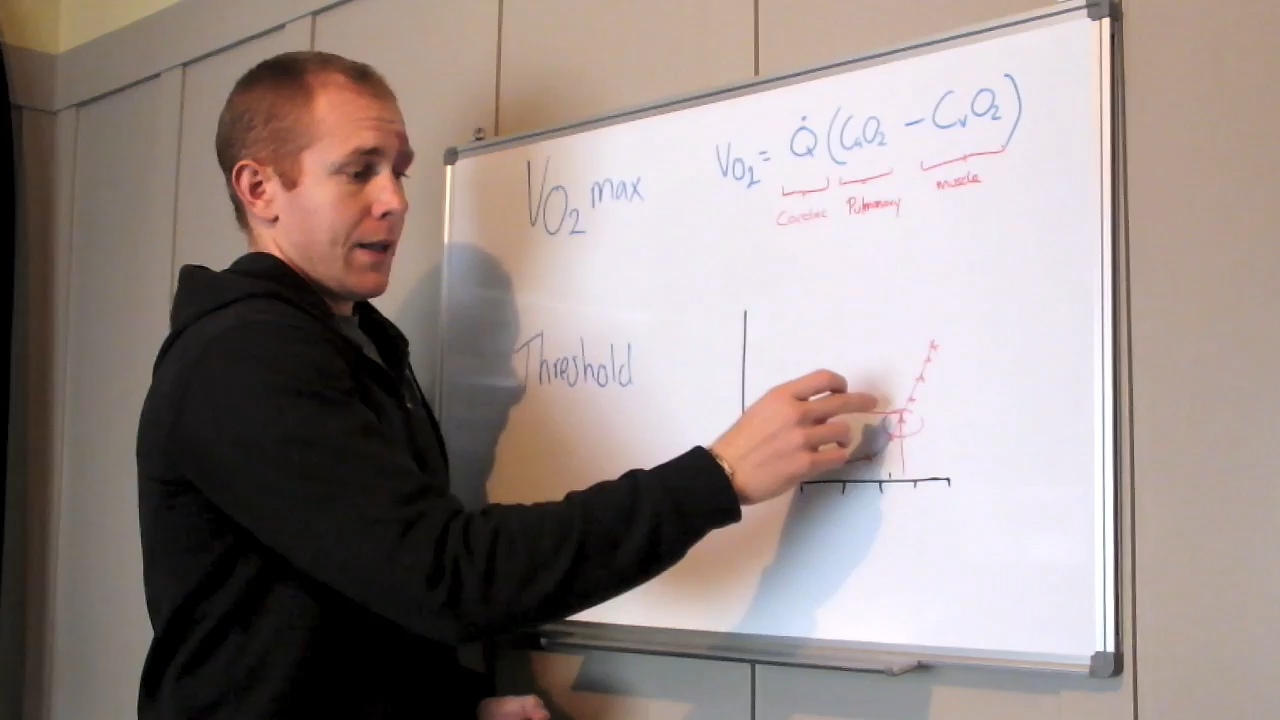 VO₂ max
VO₂ = Q̇ (CaO₂ - CvO₂)
Cardiac Pulmonary muscle
Threshold